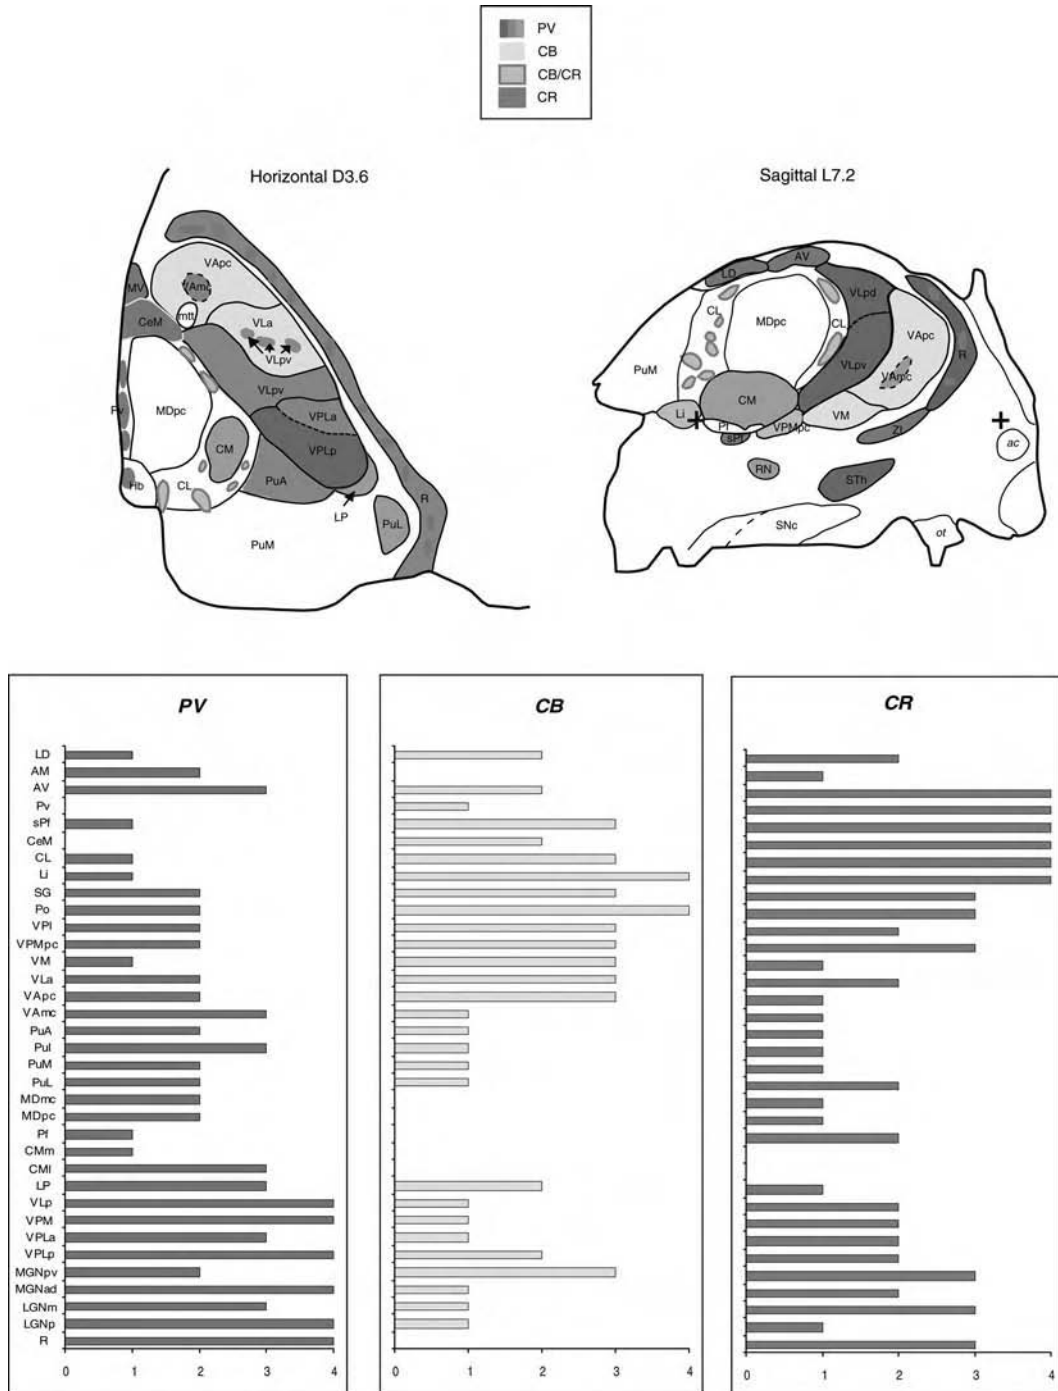 PV
CB
CB/CR
CR
Horizontal D3.6
Sagittal L7.2
VApc
MV
mtt
CeM
VLa
VLpv
VLpv
MDpc
VPLa
VPLp
CM
PuA
CL
Hb
LP
PuL
R
PuM
LD
AV
VLpd
CL
MDpc
CL
VApc
VLpv
R
PuM
VAmc
CM
Li
VM
Pf
VPMpc
sPf
ZI
ac
RN
STh
SNc
ot
PV
CB
CR
LD
AM
AV
Pv
sPf
CeM
CL
Li
SG
Po
VPI
VPMpc
VM
VLa
VApc
VAmc
PuA
PuI
PuM
PuL
MDmc
MDpc
Pf
CMm
CMl
LP
VLp
VPM
VPLa
VPLp
MGNpv
MGNad
LGNm
LGNp
R
0 1 2 3 4
0 1 2 3 4
0 1 2 3 4